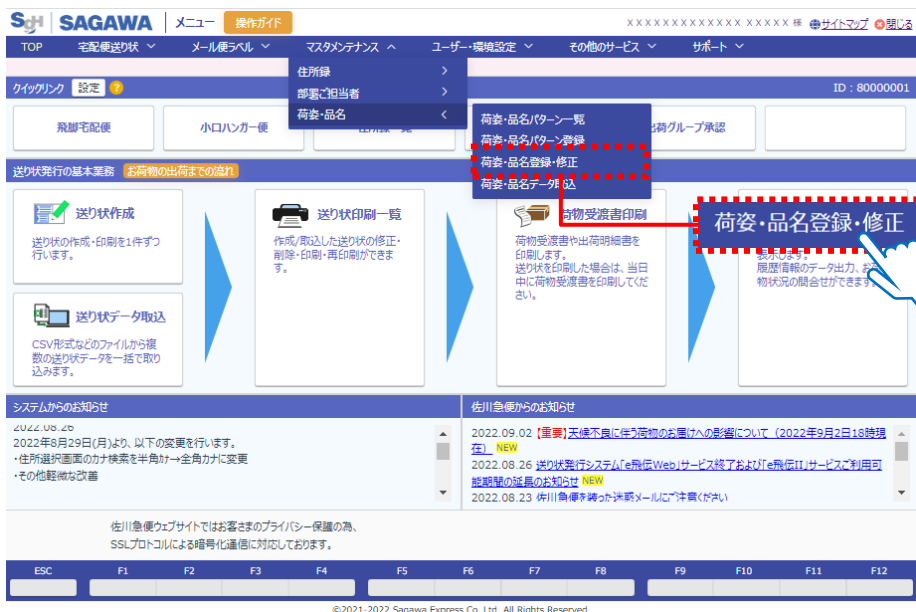 SgH SAGAWA メニュー 操作ガイド XXXXXXXXXXXXX XXXXX 様 サイトマップ 閉じる
TOP 宅配便送り状 メール便ラベル マスタメンテナンス ユーザー・環境設定 その他のサービス サポート
住所録
部署ご担当者
荷姿・品名
クイックリンク 設定 ? ID : 80000001
荷姿・品名パターン一覧
荷姿・品名パターン登録
荷姿・品名登録・修正
荷姿・品名データ取込
飛脚宅配便 小口ハンガー便 出荷グループ承認
送り状発行の基本業務 お荷物の出荷までの流れ
荷姿・品名登録・修正
送り状作成
送り状の作成・印刷を1件ずつ
行います。
送り状データ取込
CSV形式などのファイルから複
数の送り状データを一括で取り
込みます。
送り状印刷一覧
作成/取込した送り状の修正・
削除・印刷・再印刷ができま
す。
荷物受渡書印刷
荷物受渡書や出荷明細書を
印刷します。
送り状を印刷した場合は、当日
中に荷物受渡書を印刷してくだ
さい。
表示します。
履歴情報のデータ出力、お荷
物状況の問合せができます。
システムからのお知らせ
2022.08.26
2022年8月29日(月)より、以下の変更を行います。
・住所選択画面のカナ検索を半角ｶﾅ→全角カナに変更
・その他軽微な改善
佐川急便からのお知らせ
2022.09.02 【重要】天候不良に伴う荷物のお届けへの影響について（2022年9月2日18時現
在） NEW
2022.08.26 送り状発行システム「e飛伝Web」サービス終了および「e飛伝II」サービスご利用可
能期間の延長のお知らせ NEW
2022.08.23 佐川急便を装った迷惑メールにご注意ください
佐川急便ウェブサイトではお客さまのプライバシー保護の為、
SSLプロトコルによる暗号化通信に対応しております。
ESC F1 F2 F3 F4 F5 F6 F7 F8 F9 F10 F11 F12
©2021-2022 Sagawa Express Co.,Ltd. All Rights Reserved